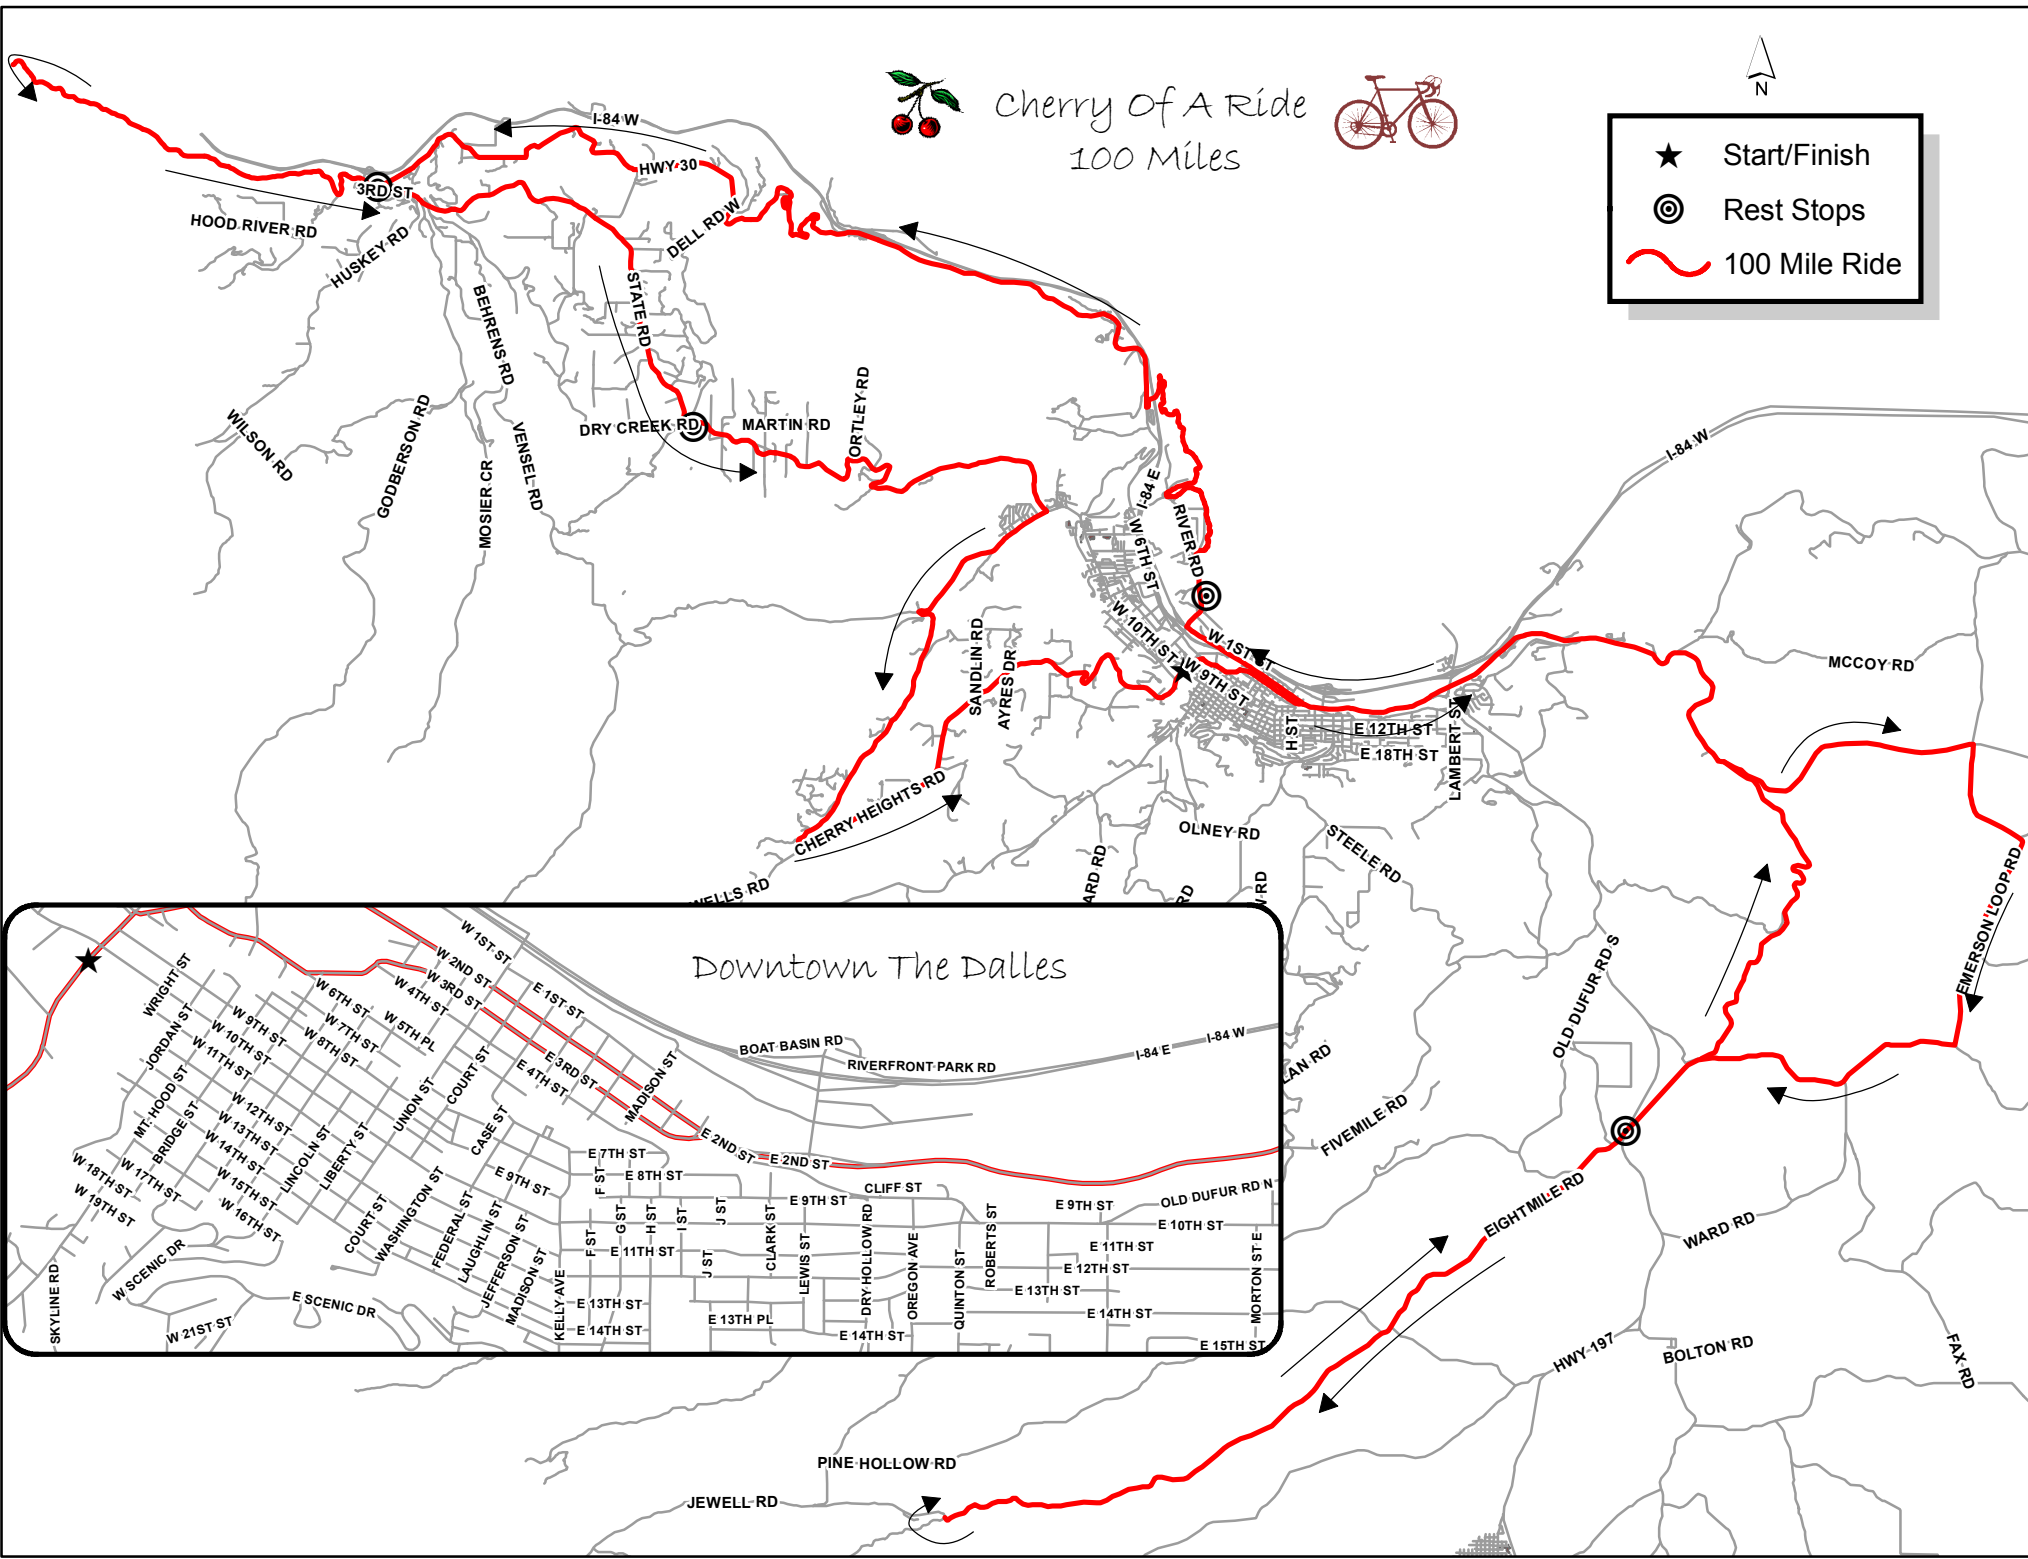 Cherry Of A Ride
100 Miles
N
Start/Finish
Rest Stops
100 Mile Ride
I-84 W
HWY 30
3RD ST
HOOD RIVER RD
HUSKEY RD
DELL RD W
STATE RD
BEHRENS RD
WILSON RD
GODBERSON RD
MOSIER CR
VENSEL RD
DRY CREEK RD
MARTIN RD
ORTLEY RD
I-84 W
I-84 E
RIVER RD
W 6TH ST
W 10TH ST
W 1ST ST
W 9TH ST
SANDLIN RD
AYRES DR
MCCOY RD
H ST
E 12TH ST
E 18TH ST
LAMBERT ST
CHERRY HEIGHTS RD
OLNEY RD
STEELE RD
WELLS RD
ARD RD
RD
RD
EMERSON LOOP RD
OLD DUFUR RD S
LAN RD
FIVEMILE RD
EIGHTMILE RD
WARD RD
HWY 197
BOLTON RD
FAX RD
PINE HOLLOW RD
JEWELL RD
Downtown The Dalles
W 1ST ST
W 2ND ST
W 3RD ST
W 4TH ST
E 1ST ST
W 6TH ST
W 5TH PL
W 7TH ST
W 8TH ST
W 9TH ST
W 10TH ST
W 11TH ST
WRIGHT ST
JORDAN ST
MT. HOOD ST
BRIDGE ST
W 12TH ST
W 13TH ST
W 14TH ST
W 15TH ST
W 16TH ST
W 17TH ST
W 18TH ST
W 19TH ST
LINCOLN ST
LIBERTY ST
UNION ST
COURT ST
CASE ST
E 3RD ST
E 4TH ST
MADISON ST
BOAT BASIN RD
RIVERFRONT PARK RD
I-84 E
I-84 W
E 2ND ST
E 2ND ST
E 7TH ST
E 8TH ST
E 9TH ST
F ST
E 9TH ST
CLIFF ST
E 9TH ST
OLD DUFUR RD N
E 10TH ST
G ST
H ST
I ST
J ST
CLARK ST
LEWIS ST
DRY HOLLOW RD
OREGON AVE
QUINTON ST
ROBERTS ST
E 11TH ST
F ST
E 11TH ST
J ST
E 12TH ST
E 13TH ST
E 14TH ST
MORTON ST E
COURT ST
WASHINGTON ST
FEDERAL ST
LAUGHLIN ST
JEFFERSON ST
MADISON ST
KELLY AVE
E 13TH ST
E 14TH ST
E 13TH PL
E 14TH ST
E 15TH ST
SKYLINE RD
W SCENIC DR
E SCENIC DR
W 21ST ST